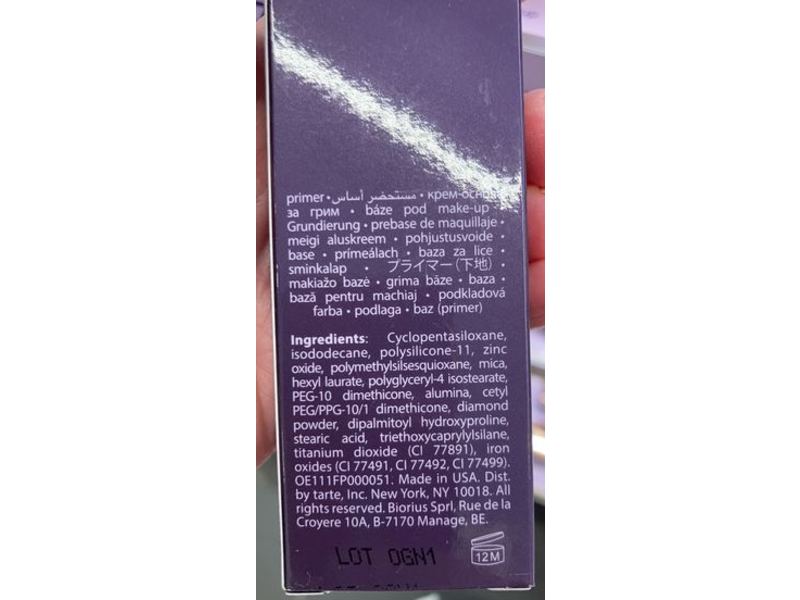 primer • مستحضر أساس • крем-основа
за грим • báze pod make-up •
Grundierung • prebase de maquillaje •
meigi aluskreem • pohjustusvoide •
base • prímeálach • baza za lice •
sminkalap • プライマー(下地) •
makiažo bazė • grima bāze • baza •
bază pentru machiaj • podkladová
farba • podlaga • baz (primer)
Ingredients: Cyclopentasiloxane,
isododecane, polysilicone-11, zinc
oxide, polymethylsilsesquioxane, mica,
hexyl laurate, polyglyceryl-4 isostearate,
PEG-10 dimethicone, alumina, cetyl
PEG/PPG-10/1 dimethicone, diamond
powder, dipalmitoyl hydroxyproline,
stearic acid, triethoxycaprylylsilane,
titanium dioxide (CI 77891), iron
oxides (CI 77491, CI 77492, CI 77499).
OE111FP000051. Made in USA. Dist.
by tarte, Inc. New York, NY 10018. All
rights reserved. Biorius Sprl, Rue de la
Croyere 10A, B-7170 Manage, BE.
LOT 0GN1
12M